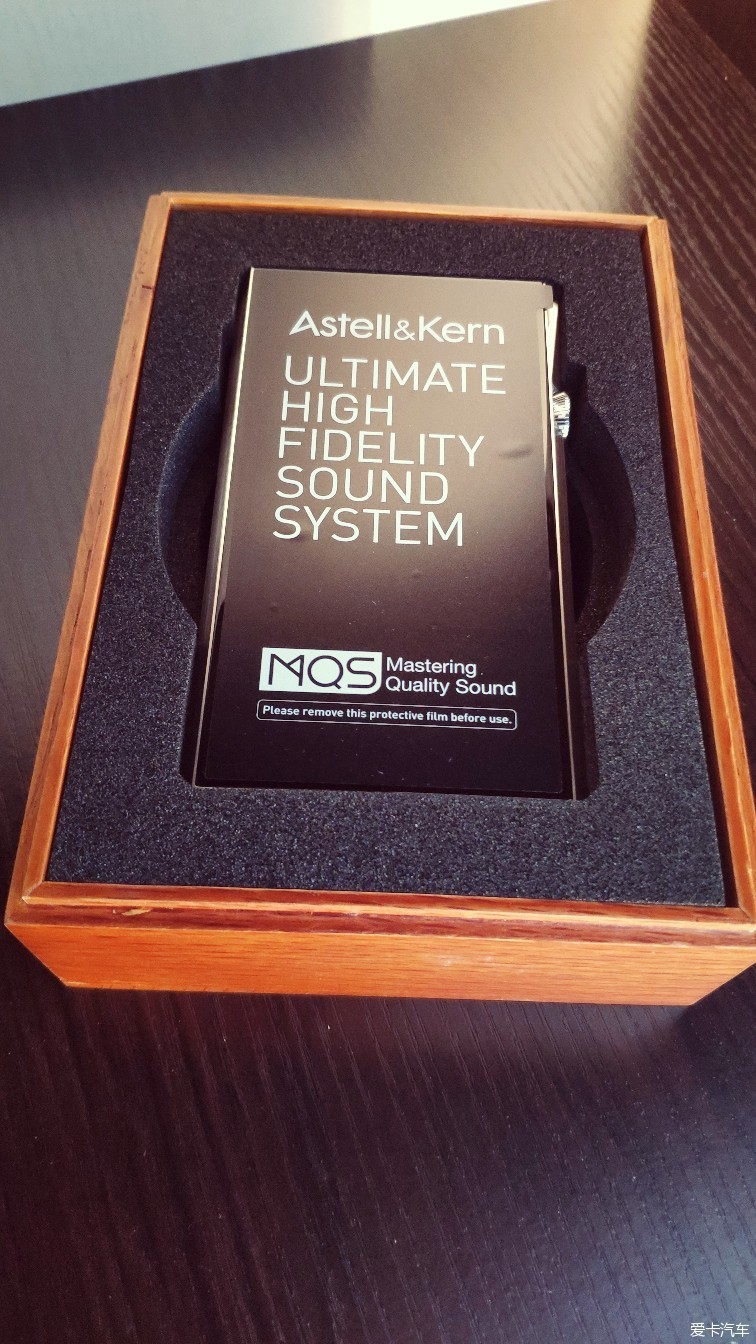 Astell&Kern
ULTIMATE
HIGH
FIDELITY
SOUND
SYSTEM
MQS Mastering
Quality Sound
Please remove this protective film before use.
爱卡汽车